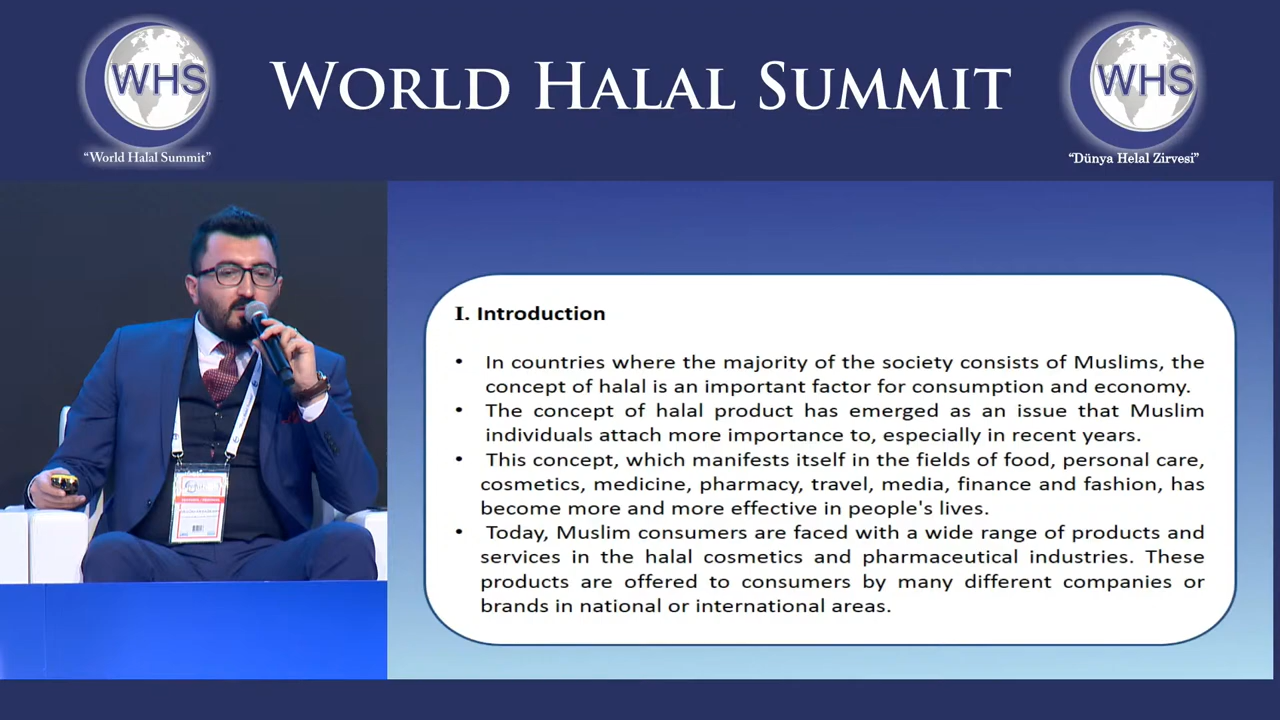 WHS
"World Halal Summit"
WORLD HALAL SUMMIT
WHS
"Dünya Helal Zirvesi"
I. Introduction
• In countries where the majority of the society consists of Muslims, the
concept of halal is an important factor for consumption and economy.
• The concept of halal product has emerged as an issue that Muslim
individuals attach more importance to, especially in recent years.
• This concept, which manifests itself in the fields of food, personal care,
cosmetics, medicine, pharmacy, travel, media, finance and fashion, has
become more and more effective in people's lives.
• Today, Muslim consumers are faced with a wide range of products and
services in the halal cosmetics and pharmaceutical industries. These
products are offered to consumers by many different companies or
brands in national or international areas.